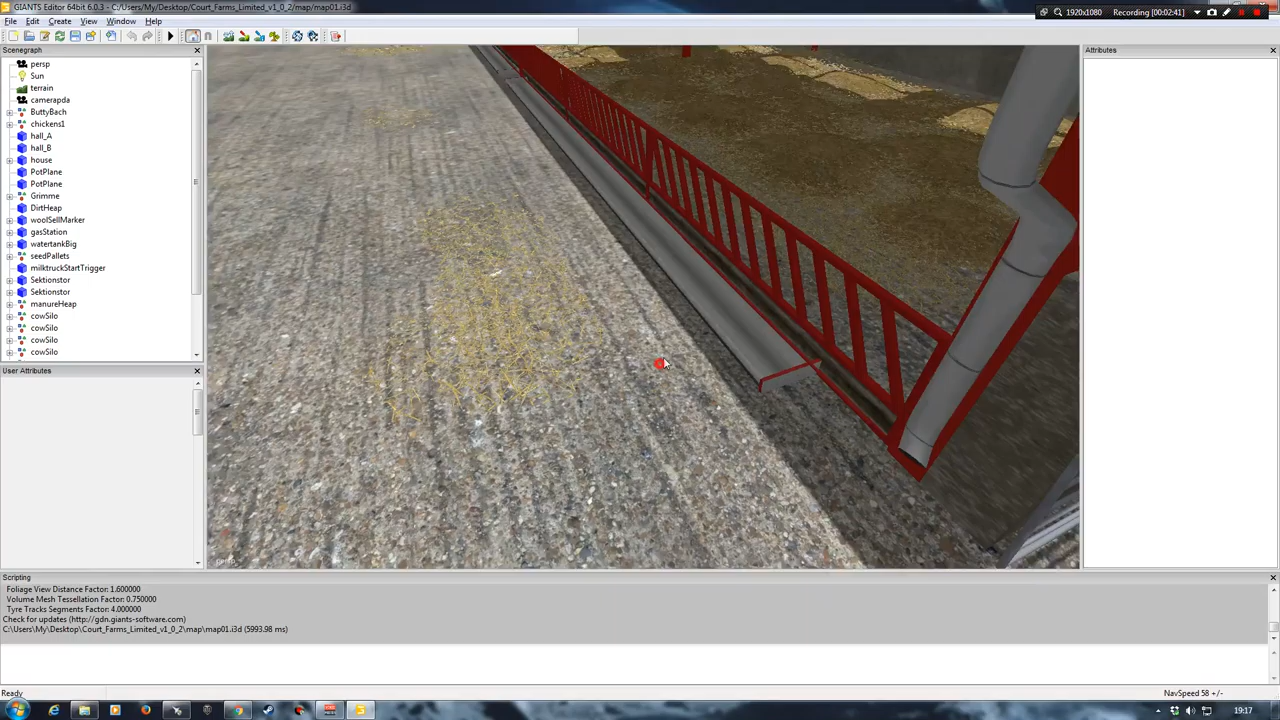 GIANTS Editor 64bit 6.0.3 - C:/Users/My/Desktop/Court_Farms_Limited_v1_0_2/map/map01.i3d
1920x1080
Recording [00:02:41]
File Edit Create View Window Help
Scenegraph
Attributes
persp
Sun
terrain
camerapda
ButtyBach
chickens1
hall_A
hall_B
house
PotPlane
PotPlane
Grimme
DirtHeap
woolSellMarker
gasStation
watertankBig
seedPallets
milktruckStartTrigger
Sektionstor
Sektionstor
manureHeap
cowSilo
cowSilo
cowSilo
cowSilo
User Attributes
persp
Scripting
Foliage View Distance Factor: 1.600000
Volume Mesh Tessellation Factor: 0.750000
Tyre Tracks Segments Factor: 4.000000
Check for updates (http://gdn.giants-software.com)
C:\Users\My\Desktop\Court_Farms_Limited_v1_0_2\map\map01.i3d (5993.98 ms)
Ready
NavSpeed 58 +/-
19:17